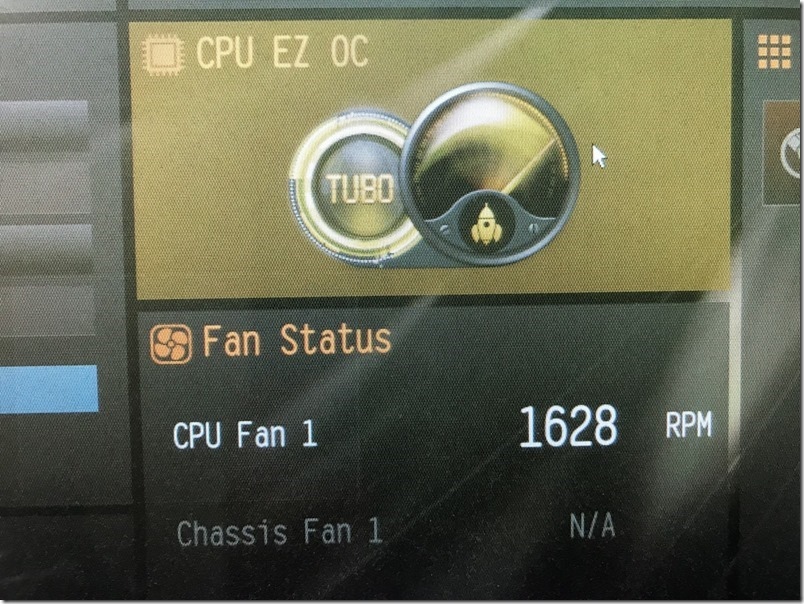 CPU EZ OC
TUBO
Fan Status
CPU Fan 1 1628 RPM
Chassis Fan 1 N/A